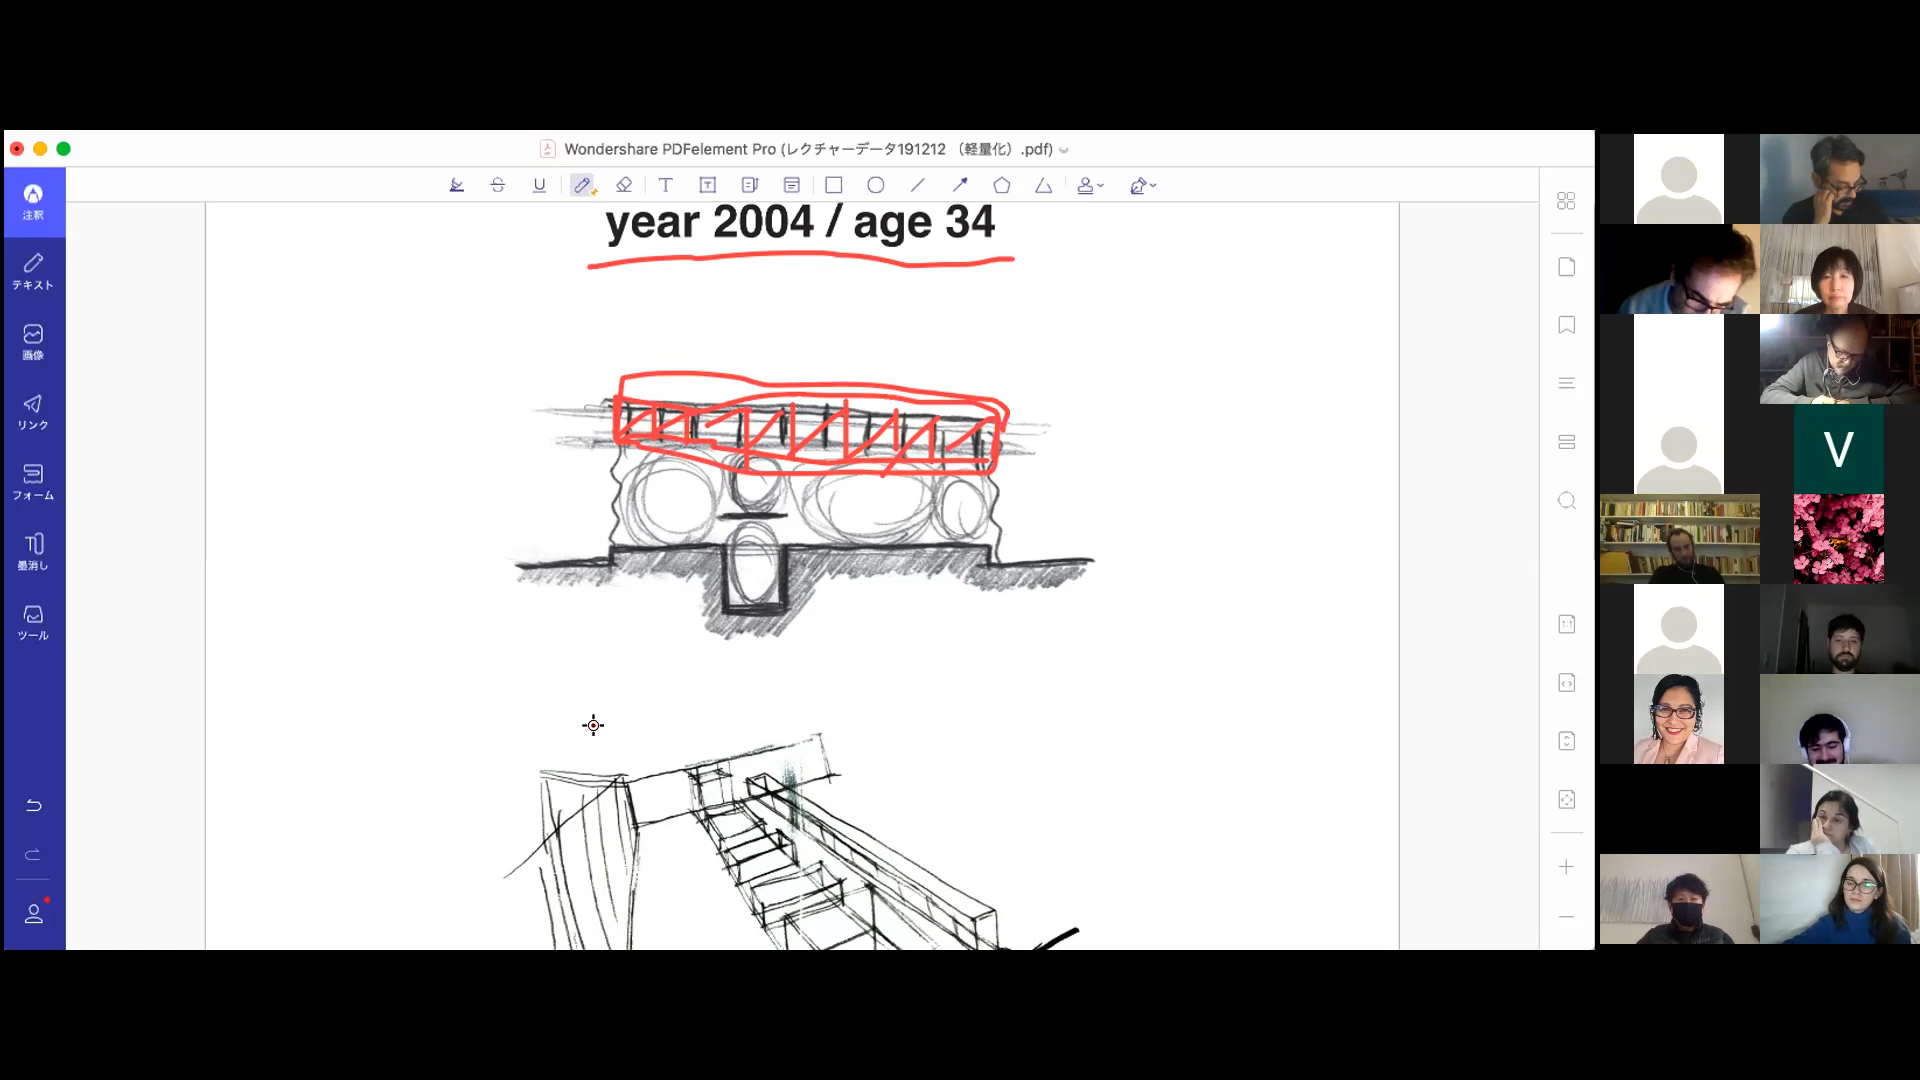 Wondershare PDFelement Pro (レクチャーデータ191212 （軽量化）.pdf)
注釈
テキスト
画像
リンク
フォーム
墨消し
ツール
year 2004 / age 34
1:1
V